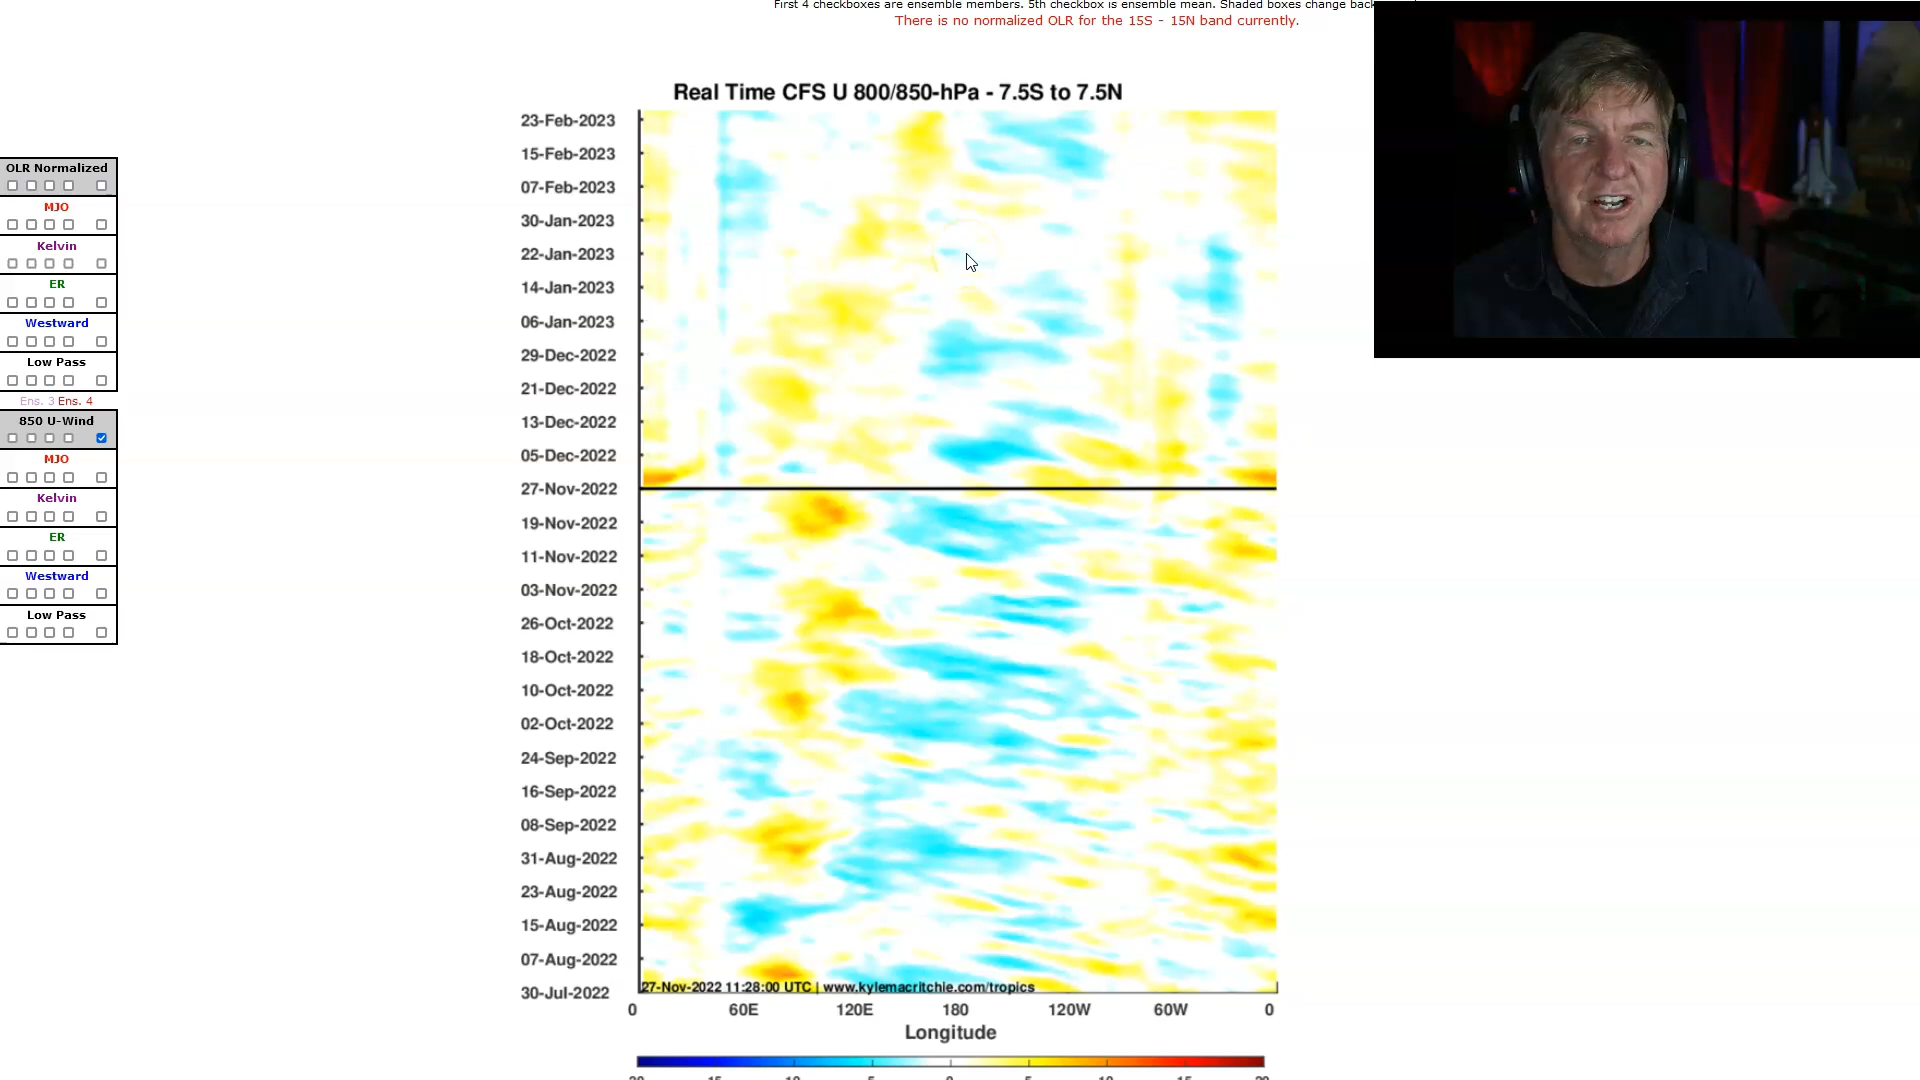 First 4 checkboxes are ensemble members. 5th checkbox is ensemble mean. Shaded boxes change back
There is no normalized OLR for the 15S - 15N band currently.
OLR Normalized
MJO
Kelvin
ER
Westward
Low Pass
Ens. 3 Ens. 4
850 U-Wind
MJO
Kelvin
ER
Westward
Low Pass
Real Time CFS U 800/850-hPa - 7.5S to 7.5N
23-Feb-2023
15-Feb-2023
07-Feb-2023
30-Jan-2023
22-Jan-2023
14-Jan-2023
06-Jan-2023
29-Dec-2022
21-Dec-2022
13-Dec-2022
05-Dec-2022
27-Nov-2022
19-Nov-2022
11-Nov-2022
03-Nov-2022
26-Oct-2022
18-Oct-2022
10-Oct-2022
02-Oct-2022
24-Sep-2022
16-Sep-2022
08-Sep-2022
31-Aug-2022
23-Aug-2022
15-Aug-2022
07-Aug-2022
30-Jul-2022
27-Nov-2022 11:28:00 UTC | www.kylemacritchie.com/tropics
0 60E 120E 180 120W 60W 0
Longitude